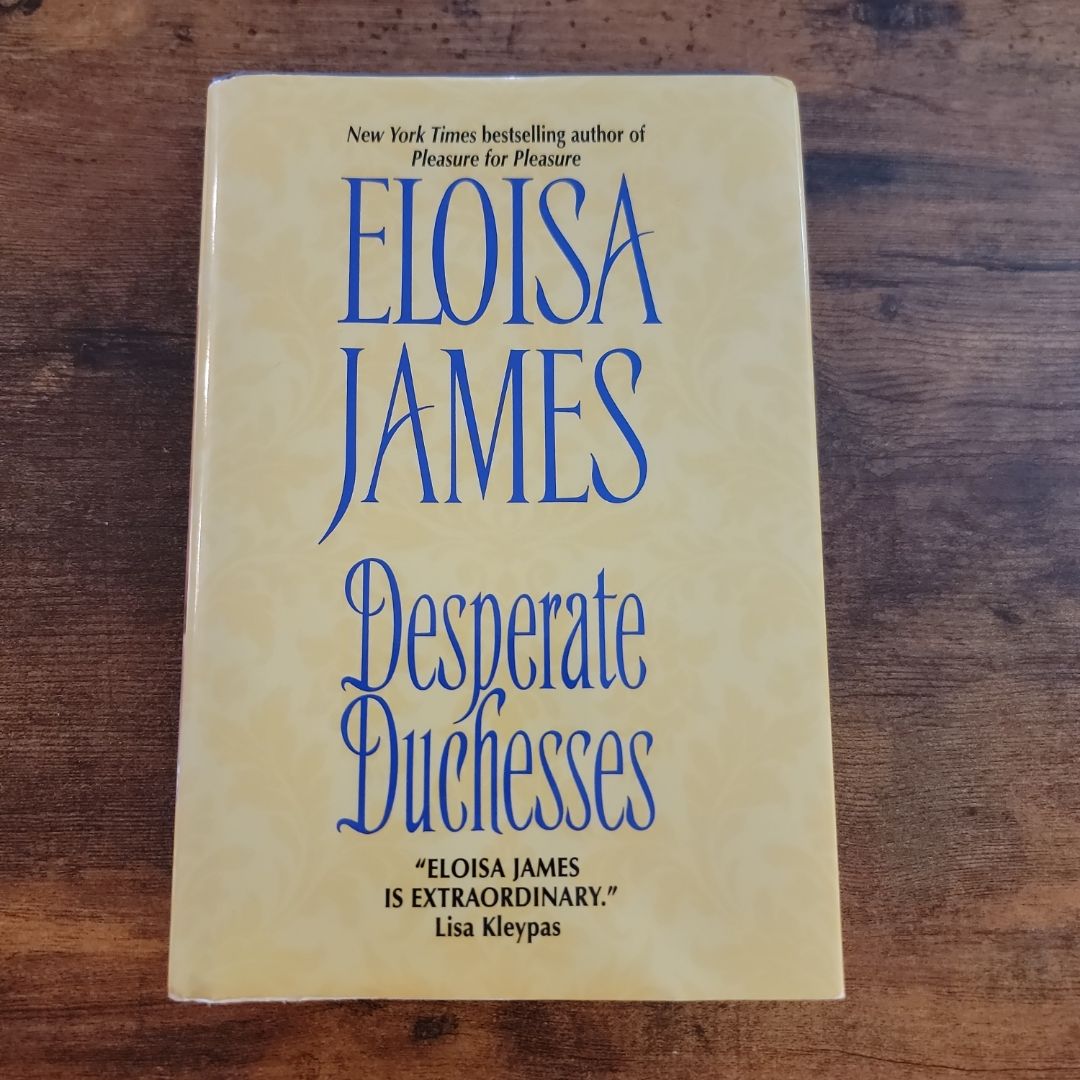 New York Times bestselling author of
Pleasure for Pleasure
ELOISA
JAMES
Desperate
Duchesses
“ELOISA JAMES
IS EXTRAORDINARY.”
Lisa Kleypas